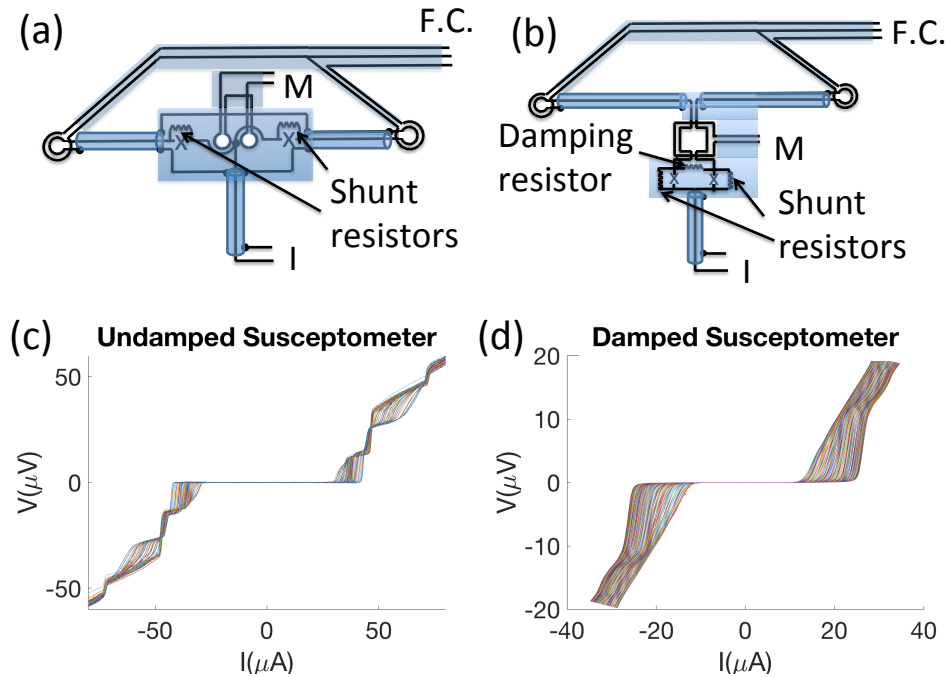 (a)
F.C.
M
Shunt
resistors
I
(b)
F.C.
Damping
resistor
M
Shunt
resistors
I
(c)
Undamped Susceptometer
50
0
-50
V(μV)
-50
0
50
I(μA)
(d)
Damped Susceptometer
20
10
0
-10
-20
V(μV)
-40
-20
0
20
40
I(μA)